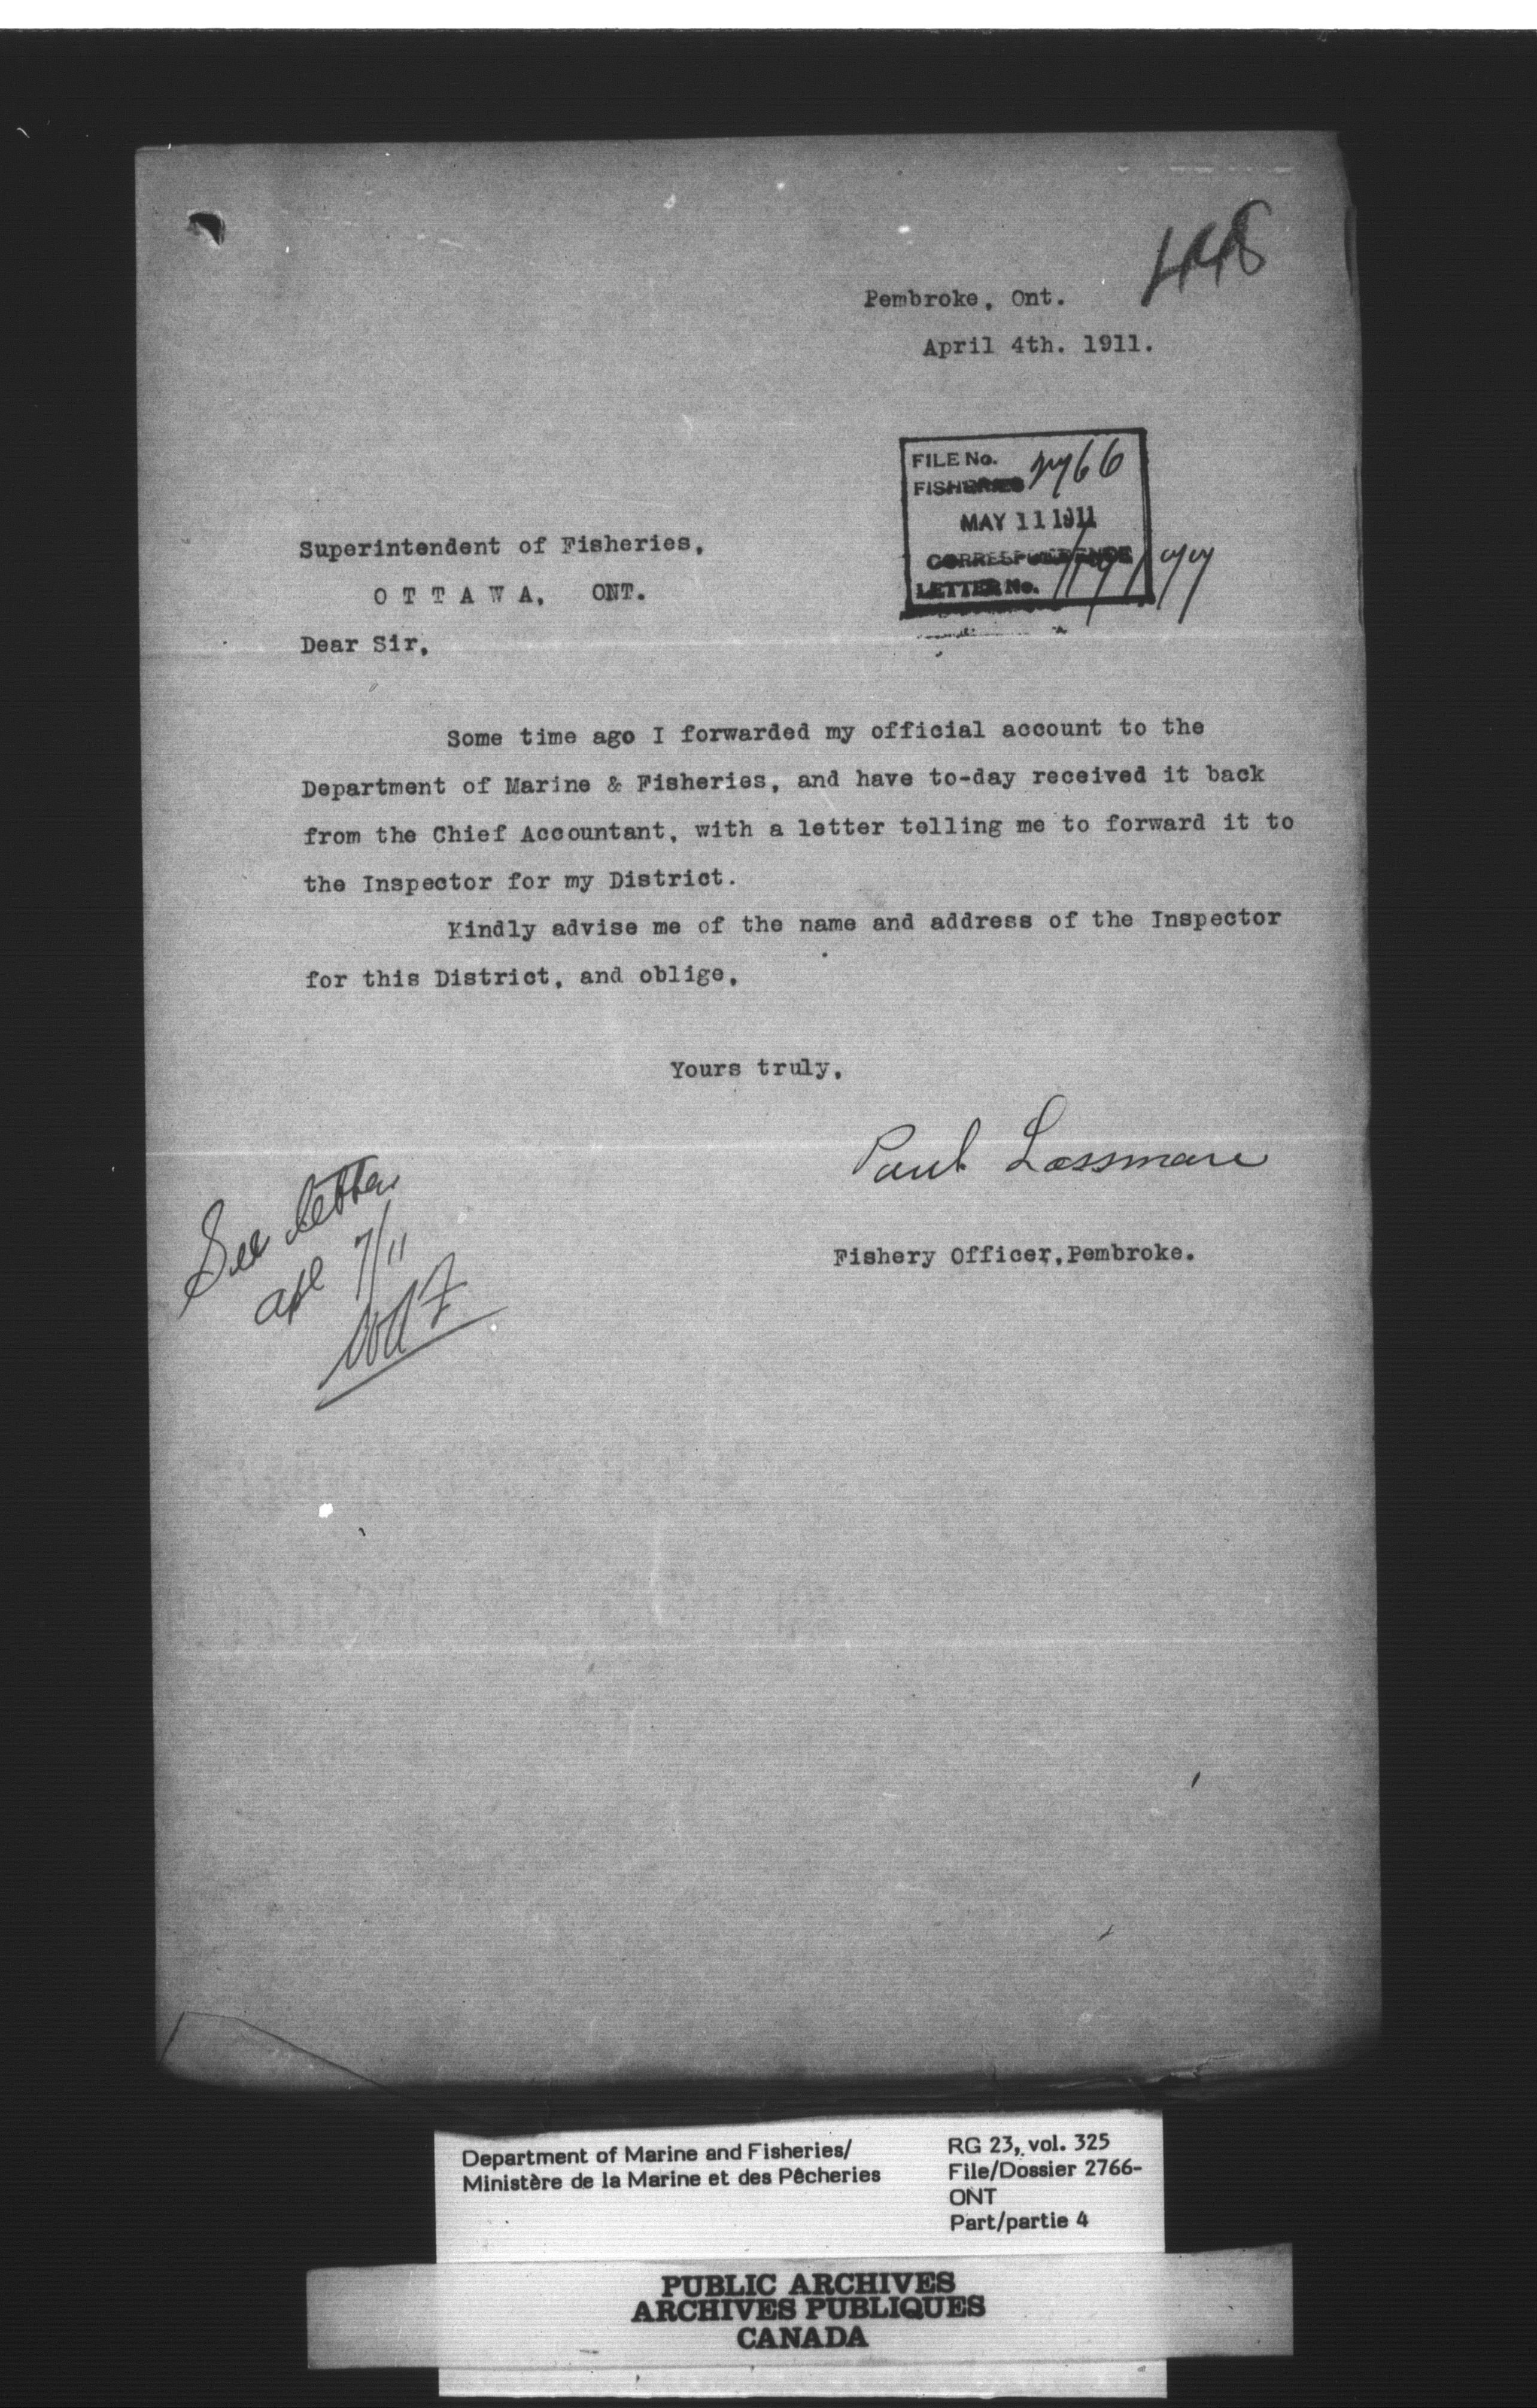 448
Pembroke, Ont.
April 4th. 1911.
FILE No. 2766
FISHERIES
MAY 11 1911
CORRESPONDENCE
LETTER No.
Superintendent of Fisheries,
O T T A W A, ONT.
Dear Sir,
Some time ago I forwarded my official account to the
Department of Marine & Fisheries, and have to-day received it back
from the Chief Accountant, with a letter telling me to forward it to
the Inspector for my District.
Kindly advise me of the name and address of the Inspector
for this District, and oblige,
Yours truly,
Paul
Fishery Officer, Pembroke.
See letter
apl 7/11
Department of Marine and Fisheries/
Ministère de la Marine et des Pêcheries
RG 23, vol. 325
File/Dossier 2766-
ONT
Part/partie 4
PUBLIC ARCHIVES
ARCHIVES PUBLIQUES
CANADA